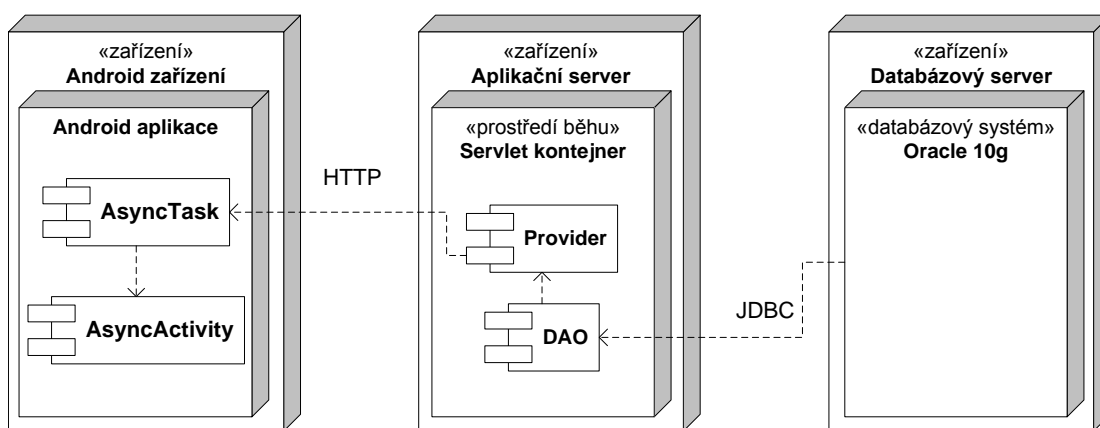 «zařízení»
Android zařízení
Android aplikace
AsyncTask
AsyncActivity
HTTP
«zařízení»
Aplikační server
«prostředí běhu»
Servlet kontejner
Provider
DAO
JDBC
«zařízení»
Databázový server
«databázový systém»
Oracle 10g